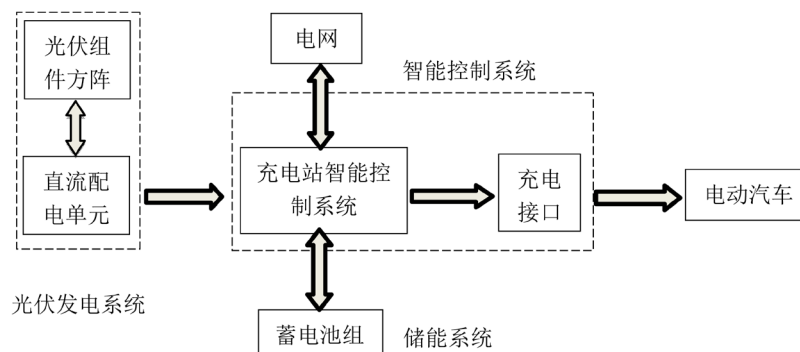 光伏组
件方阵
电网
智能控制系统
直流配
电单元
充电站智能控
制系统
充电
接口
电动汽车
光伏发电系统
蓄电池组
储能系统